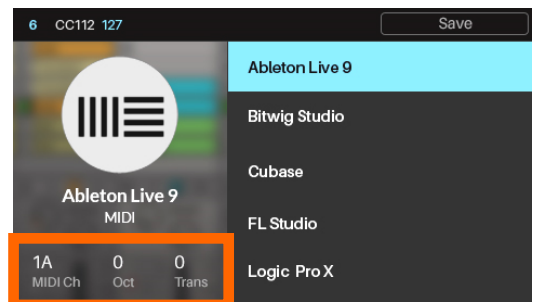 6 CC112 127 Save
Ableton Live 9
MIDI
1A 0 0
MIDI Ch Oct Trans
Ableton Live 9
Bitwig Studio
Cubase
FL Studio
Logic Pro X